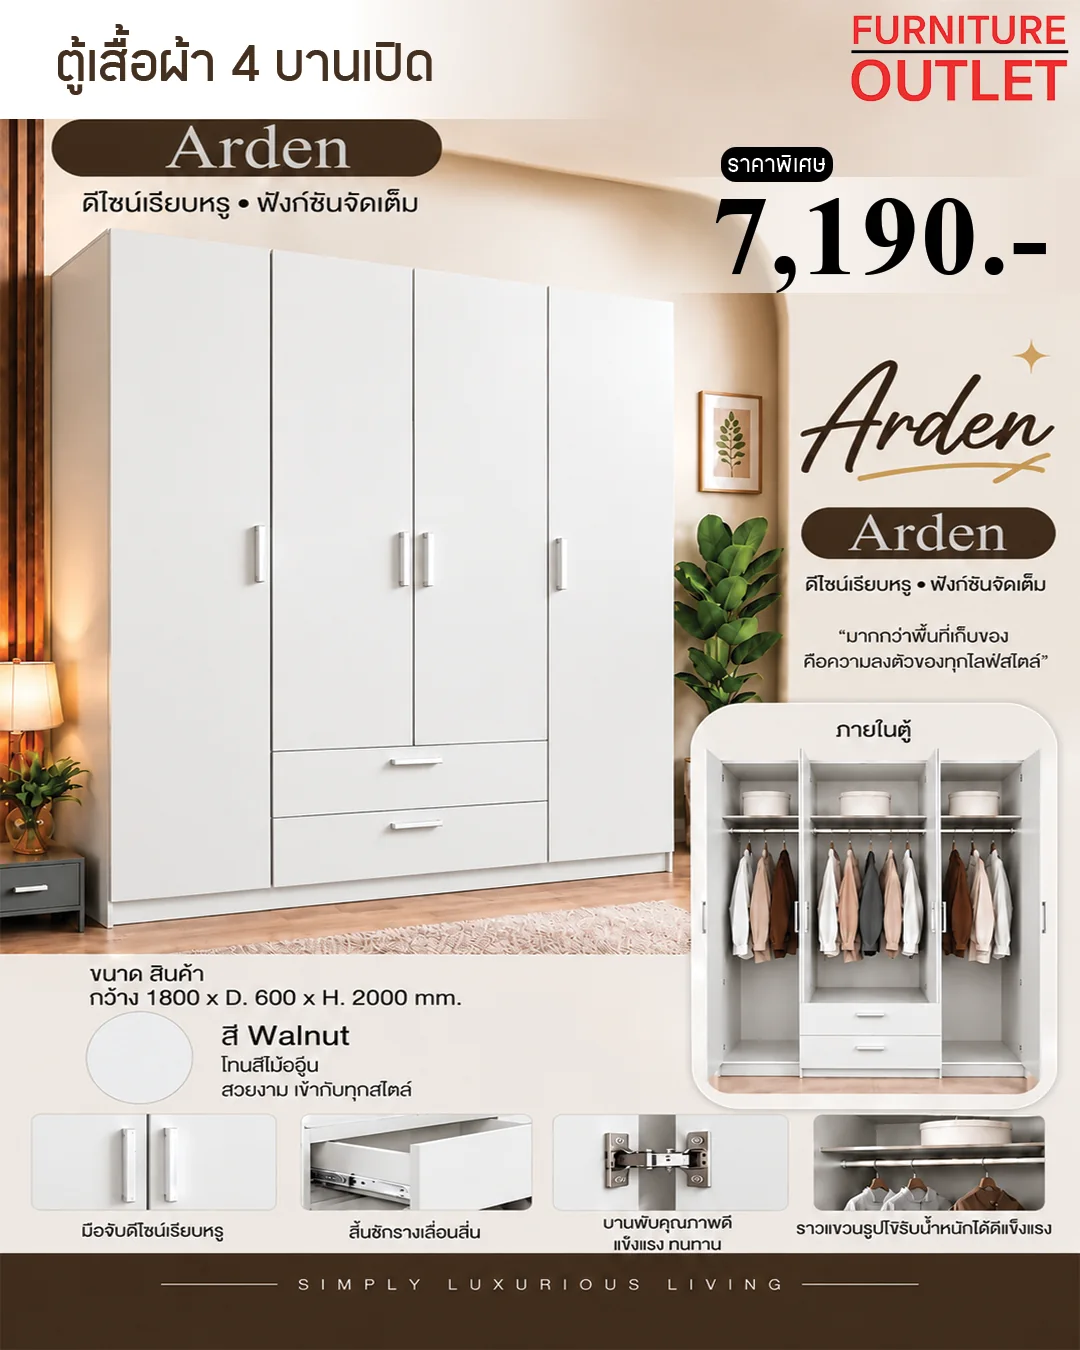 ตู้เสื้อผ้า 4 บานเปิด
FURNITURE
OUTLET
Arden
ดีไซน์เรียบหรู • ฟังก์ชันจัดเต็ม
ราคาพิเศษ
7,190.-
Arden
Arden
ดีไซน์เรียบหรู • ฟังก์ชันจัดเต็ม
“มากกว่าพื้นที่เก็บของ
คือความลงตัวของทุกไลฟ์สไตล์”
ภายในตู้
ขนาด สินค้า
กว้าง 1800 x D. 600 x H. 2000 mm.
สี Walnut
โทนสีไม้ออุ่น
สวยงาม เข้ากับทุกสไตล์
มือจับดีไซน์เรียบหรู
ลิ้นชักรางเลื่อนลื่น
บานพับคุณภาพดี
แข็งแรง ทนทาน
ราวแขวนรูปไข่รับน้ำหนักได้ดีแข็งแรง
SIMPLY LUXURIOUS LIVING